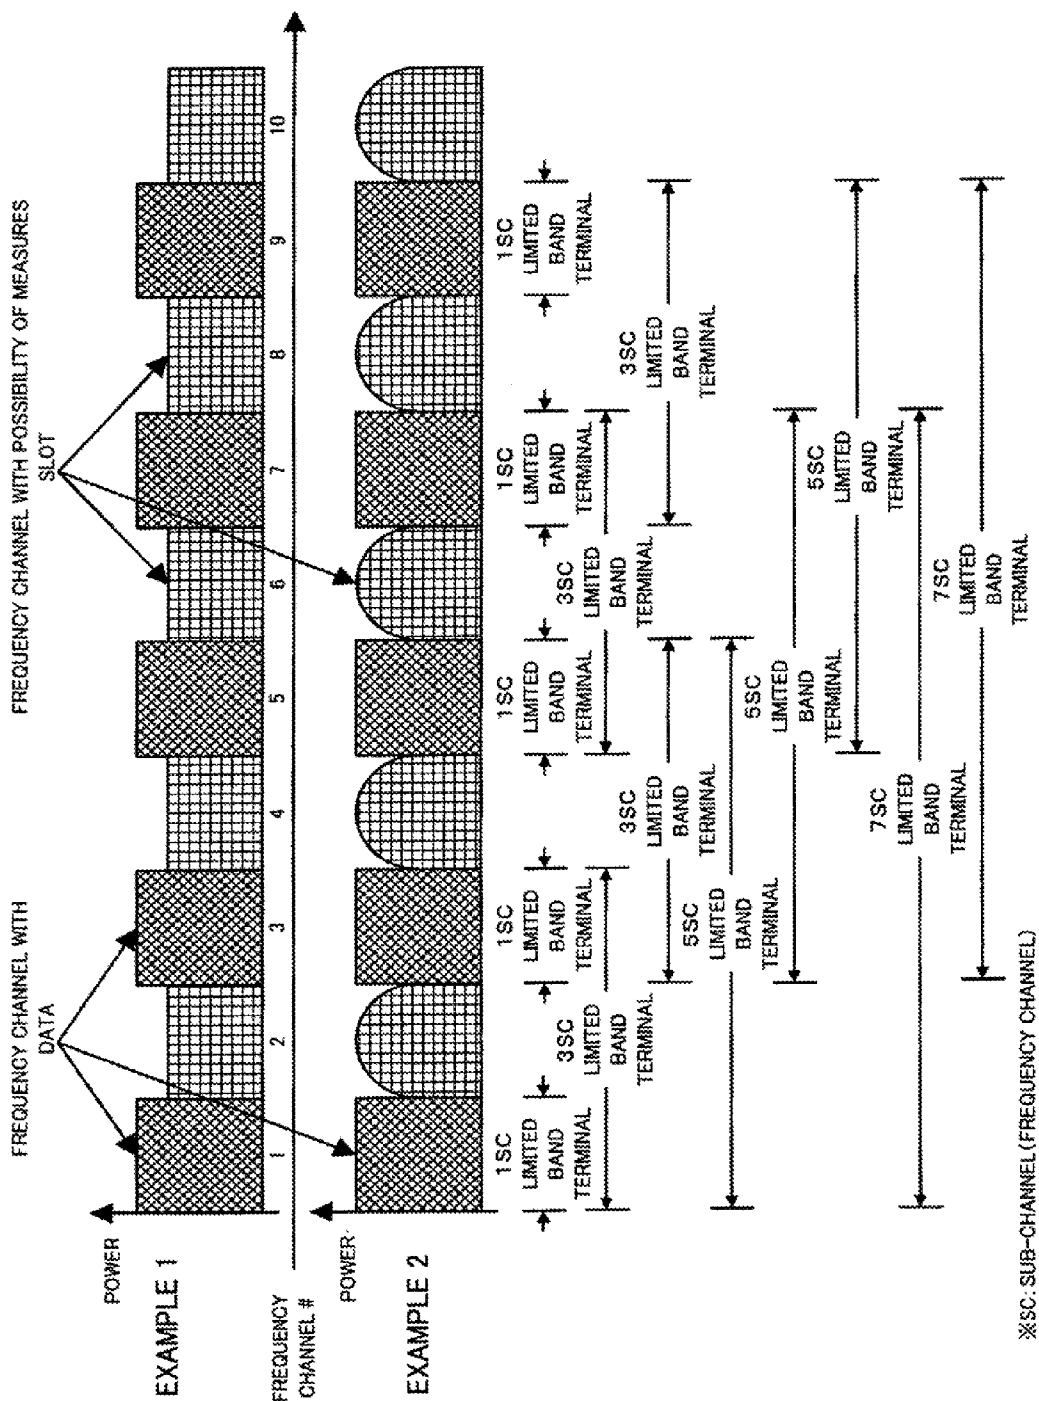 FREQUENCY CHANNEL WITH
DATA
FREQUENCY CHANNEL WITH POSSIBILITY OF MEASURES
SLOT
POWER
EXAMPLE 1
FREQUENCY
CHANNEL #
1 2 3 4 5 6 7 8 9 10
POWER
EXAMPLE 2
1SC
LIMITED
BAND
TERMINAL
1SC
LIMITED
BAND
TERMINAL
1SC
LIMITED
BAND
TERMINAL
1SC
LIMITED
BAND
TERMINAL
1SC
LIMITED
BAND
TERMINAL
3SC
LIMITED
BAND
TERMINAL
3SC
LIMITED
BAND
TERMINAL
3SC
LIMITED
BAND
TERMINAL
3SC
LIMITED
BAND
TERMINAL
5SC
LIMITED
BAND
TERMINAL
5SC
LIMITED
BAND
TERMINAL
5SC
LIMITED
BAND
TERMINAL
7SC
LIMITED
BAND
TERMINAL
7SC
LIMITED
BAND
TERMINAL
※SC: SUB-CHANNEL (FREQUENCY CHANNEL)